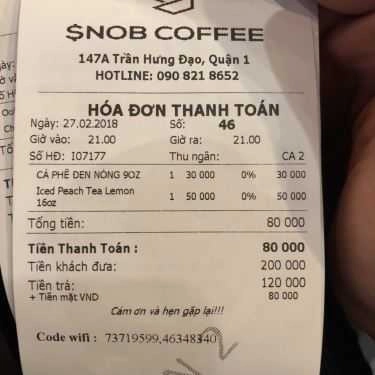 $NOB COFFEE
147A Trần Hưng Đạo, Quận 1
HOTLINE: 090 821 8652
HÓA ĐƠN THANH TOÁN
Ngày: 27.02.2018 Số: 46
Giờ vào: 21.00 Giờ ra: 21.00
Số HĐ: I07177 Thu ngân: CA 2
CÀ PHÊ ĐEN NÓNG 9OZ 1 30 000 0% 30 000
Iced Peach Tea Lemon 1 50 000 0% 50 000
16oz
Tổng tiền: 80 000
Tiền Thanh Toán : 80 000
Tiền khách đưa: 200 000
Tiền trả: 120 000
+ Tiền mặt VND 80 000
Cám ơn và hẹn gặp lại!!!
Code wifi : 73719599,46348340